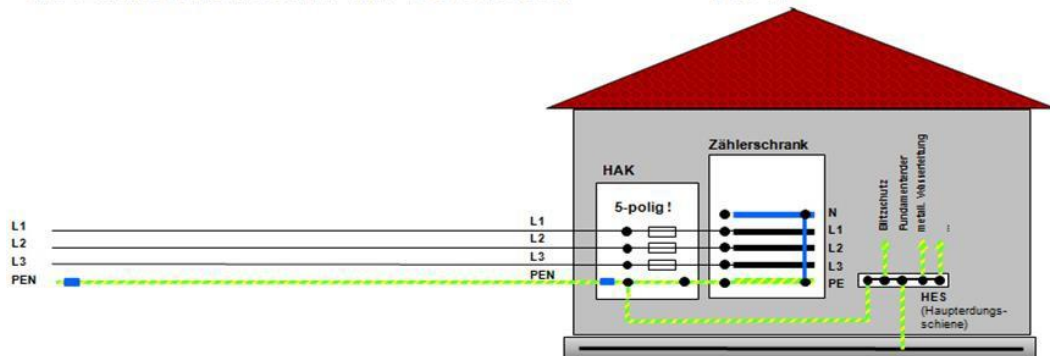 Zählerschrank
HAK
5-polig !
L1
L2
L3
PEN
L1
L2
L3
PEN
N
L1
L2
L3
PE
Blitzschutz
Fundamenterder
metall. Wasserleitung
...
HES
(Haupterdungs-
schiene)